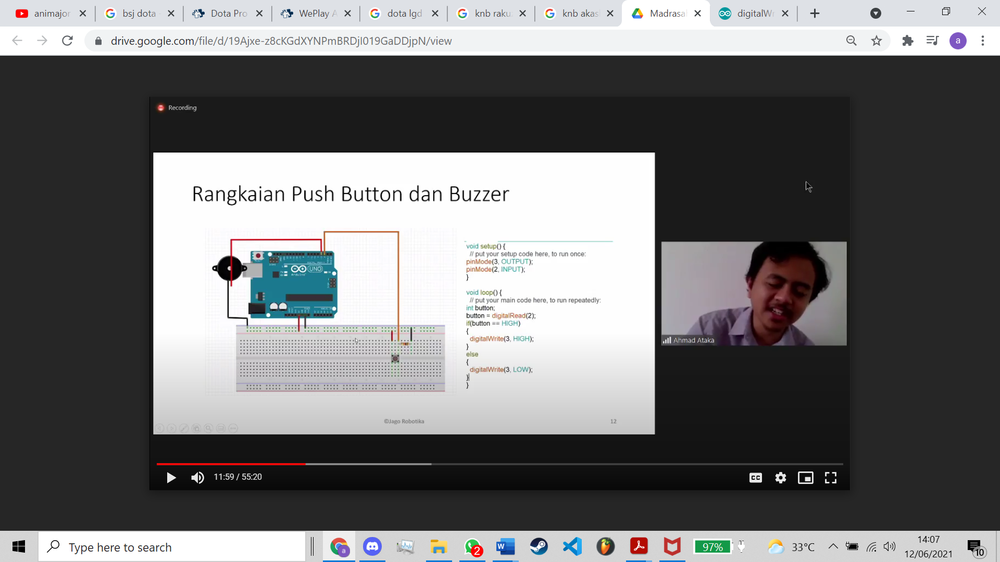 animajor
bsj dota
Dota Pro
WePlay A
dota lgd
knb raku
knb akas
Madrasa
digitalW
drive.google.com/file/d/19Ajxe-z8cKGdXYNPmBRDjI019GaDDjpN/view
a
Recording
Rangkaian Push Button dan Buzzer
UNO
void setup() {
// put your setup code here, to run once:
pinMode(3, OUTPUT);
pinMode(2, INPUT);
}
void loop() {
// put your main code here, to run repeatedly:
int button;
button = digitalRead(2);
if(button == HIGH)
{
digitalWrite(3, HIGH);
}
else
{
digitalWrite(3, LOW);
}
}
©Jago Robotika
12
Ahmad Ataka
11:59 / 55:20
CC
Type here to search
a
2
W
97%
33°C
14:07
12/06/2021
10